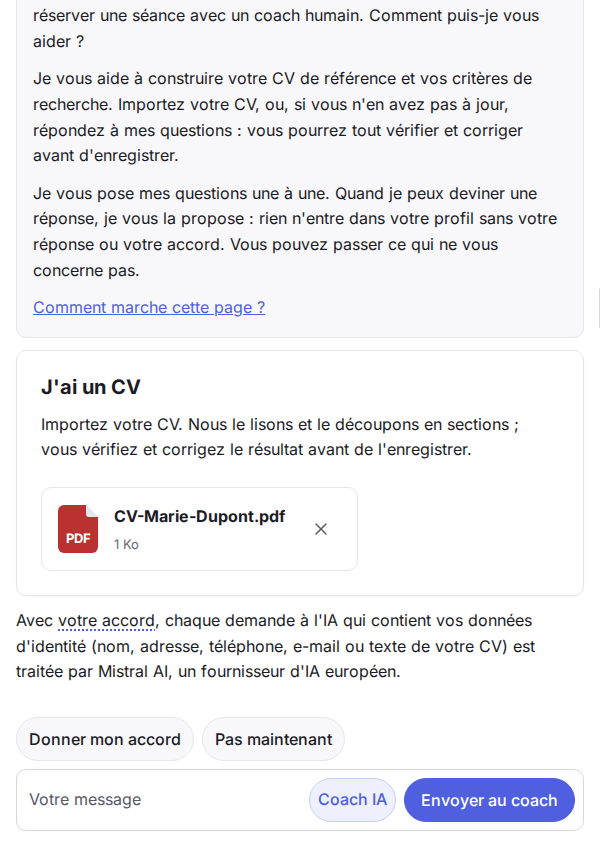 réserver une séance avec un coach humain. Comment puis-je vous
aider ?
Je vous aide à construire votre CV de référence et vos critères de
recherche. Importez votre CV, ou, si vous n'en avez pas à jour,
répondez à mes questions : vous pourrez tout vérifier et corriger
avant d'enregistrer.
Je vous pose mes questions une à une. Quand je peux deviner une
réponse, je vous la propose : rien n'entre dans votre profil sans votre
réponse ou votre accord. Vous pouvez passer ce qui ne vous
concerne pas.
Comment marche cette page ?
J'ai un CV
Importez votre CV. Nous le lisons et le découpons en sections ;
vous vérifiez et corrigez le résultat avant de l'enregistrer.
PDF
CV-Marie-Dupont.pdf
1 Ko
Avec votre accord, chaque demande à l'IA qui contient vos données
d'identité (nom, adresse, téléphone, e-mail ou texte de votre CV) est
traitée par Mistral AI, un fournisseur d'IA européen.
Donner mon accord
Pas maintenant
Votre message
Coach IA
Envoyer au coach